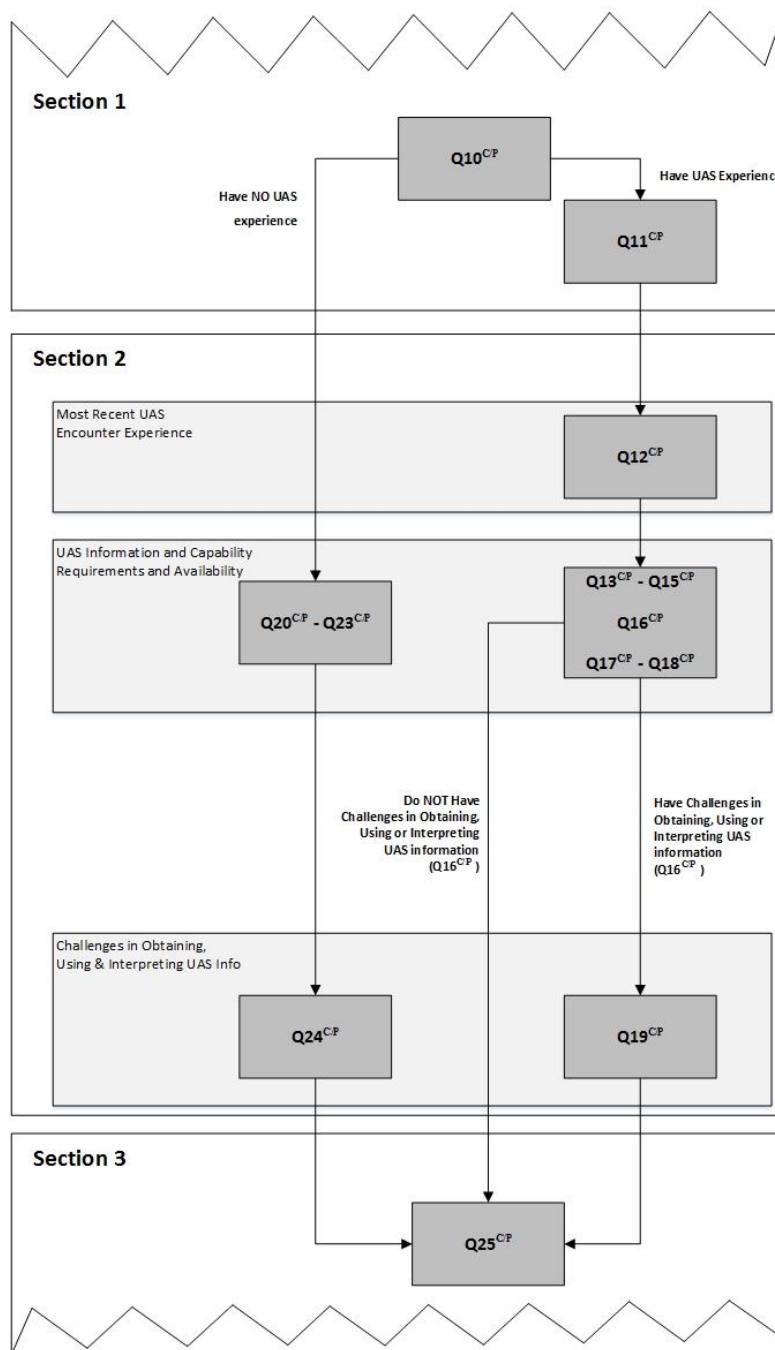 Section 1
Q10C/P
Have NO UAS
experience
Have UAS Experience
Q11C/P
Section 2
Most Recent UAS
Encounter Experience
Q12C/P
UAS Information and Capability
Requirements and Availability
Q20C/P - Q23C/P
Q13C/P - Q15C/P
Q16C/P
Q17C/P - Q18C/P
Do NOT Have
Challenges in Obtaining,
Using or Interpreting
UAS information
(Q16C/P )
Have Challenges in
Obtaining, Using or
Interpreting UAS
information
(Q16C/P )
Challenges in Obtaining,
Using & Interpreting UAS Info
Q24C/P
Q19C/P
Section 3
Q25C/P